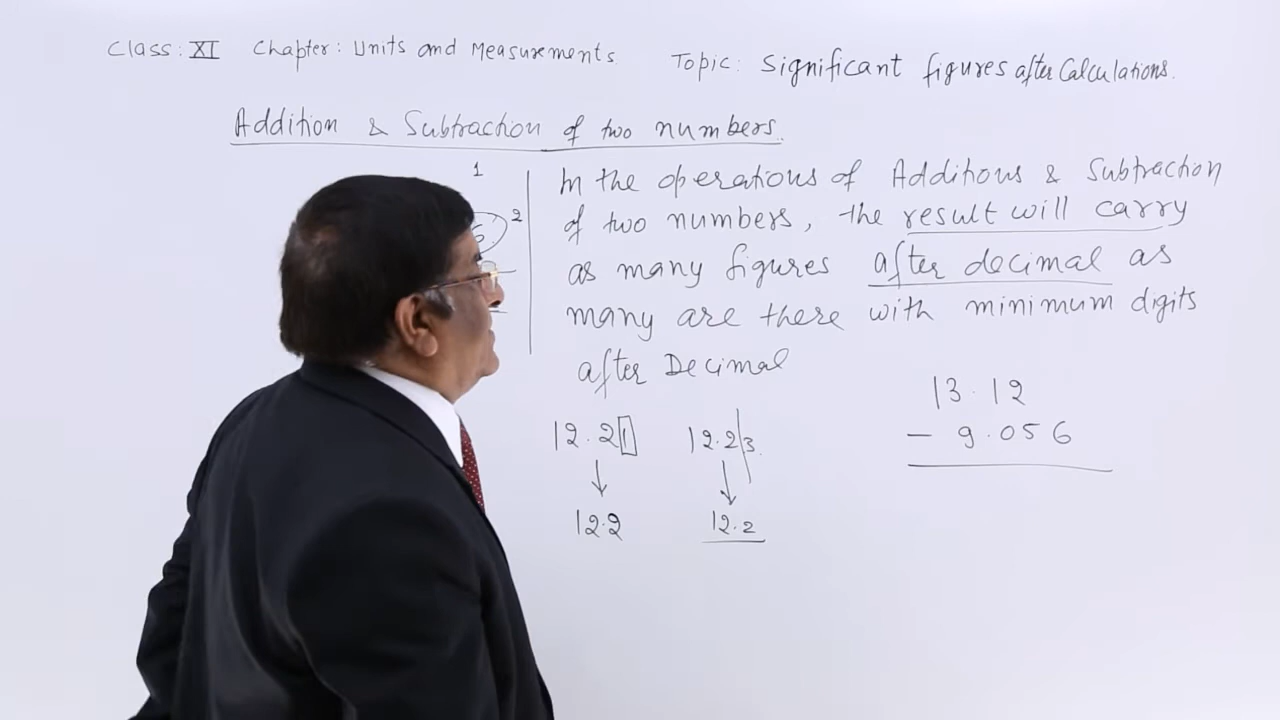 Class: XI Chapter: Units and Measurements. Topic: Significant figures after Calculations.
Addition & Subtraction of two numbers.
1
2
In the operations of Additions & Subtraction
of two numbers, the result will carry
as many figures after decimal as
many are there with minimum digits
after Decimal
13.12
- 9.056
12.21 12.23.
12.2 12.2